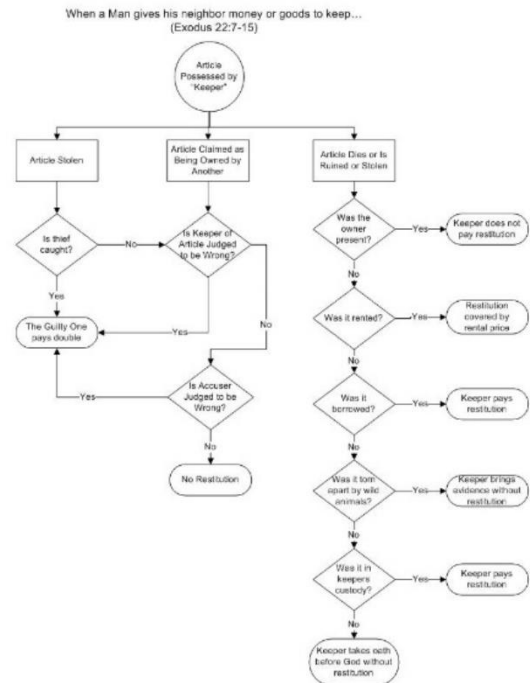 When a Man gives his neighbor money or goods to keep...
(Exodus 22:7-15)
Article
Possessed by
"Keeper"
Article Stolen
Article Claimed as
Being Owned by
Another
Article Dies or Is
Ruined or Stolen
Is thief
caught?
No
Is Keeper of
Article Judged
to be Wrong?
Yes
The Guilty One
pays double
Yes
No
Is Accuser
Judged to be
Wrong?
Yes
No
No Restitution
Was the
owner
present?
Yes
Keeper does not
pay restitution
No
Was it rented?
Yes
Restitution
covered by
rental price
No
Was it
borrowed?
Yes
Keeper pays
restitution
No
Was it torn
apart by wild
animals?
Yes
Keeper brings
evidence without
restitution
No
Was it in
keepers
custody?
Yes
Keeper pays
restitution
No
Keeper takes oath
before God without
restitution